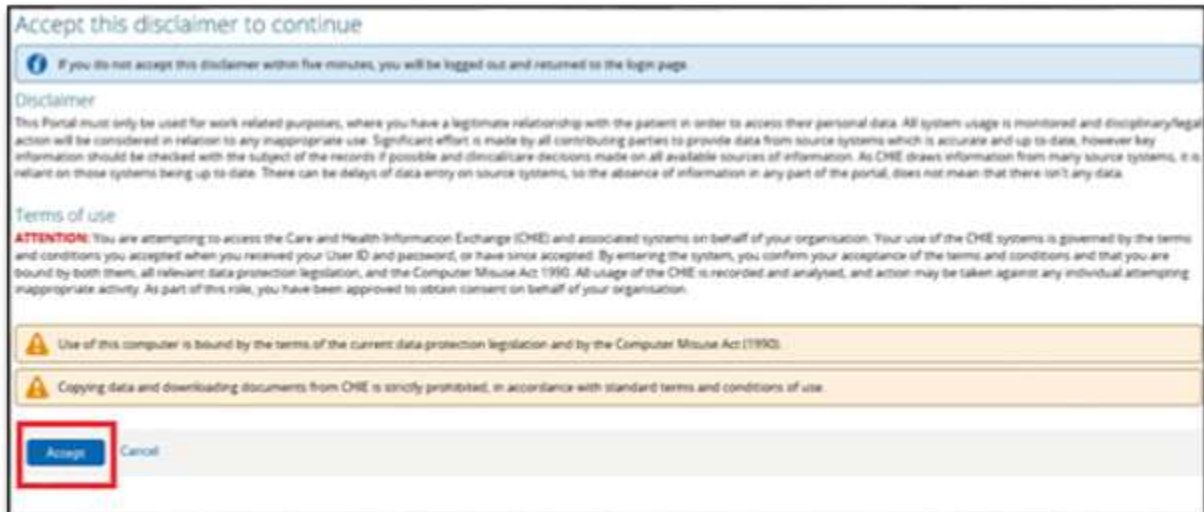 Accept this disclaimer to continue
If you do not accept this disclaimer within five minutes, you will be logged out and returned to the login page.
Disclaimer
This Portal must only be used for work related purposes, where you have a legitimate relationship with the patient in order to access their personal data. All system usage is monitored and disciplinary/legal
action will be considered in relation to any inappropriate use. Significant effort is made by all contributing parties to provide data from source systems which is accurate and up to date, however key
information should be checked with the subject of the records if possible and clinical/care decisions made on all available sources of information. As CHIE draws information from many source systems, it is
reliant on those systems being up to date. There can be delays of data entry on source systems, so the absence of information in any part of the portal, does not mean that there isn't any data.
Terms of use
ATTENTION: You are attempting to access the Care and Health Information Exchange (CHIE) and associated systems on behalf of your organisation. Your use of the CHIE systems is governed by the terms
and conditions you accepted when you received your User ID and password, or have since accepted. By entering the system, you confirm your acceptance of the terms and conditions and that you are
bound by both them, all relevant data protection legislation, and the Computer Misuse Act 1990. All usage of the CHIE is recorded and analysed, and action may be taken against any individual attempting
inappropriate activity. As part of this role, you have been approved to obtain consent on behalf of your organisation.
Use of this computer is bound by the terms of the current data protection legislation and by the Computer Misuse Act (1990).
Copying data and downloading documents from CHIE is strictly prohibited, in accordance with standard terms and conditions of use.
Accept Cancel